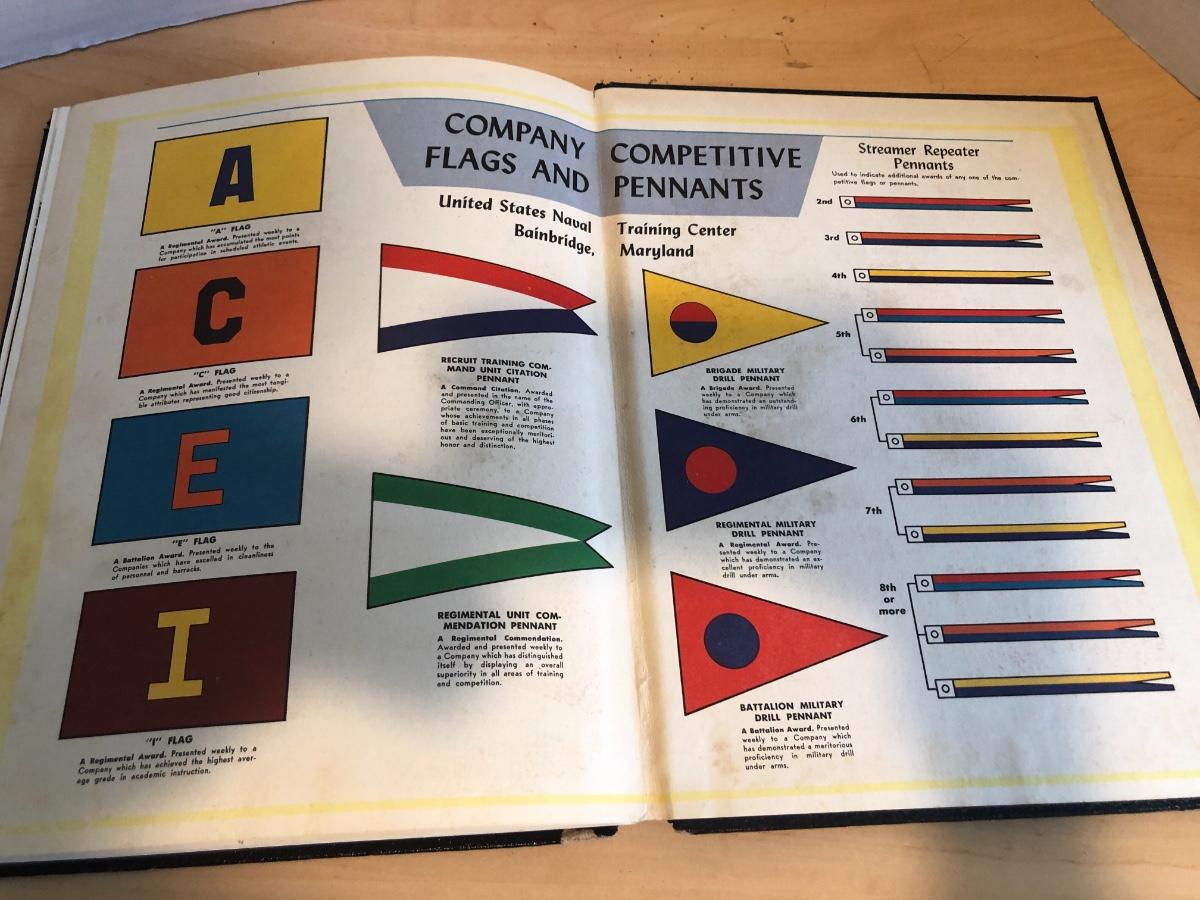 COMPANY
FLAGS AND
COMPETITIVE
PENNANTS
United States Naval
Bainbridge,
Training Center
Maryland
A
"A" FLAG
A Regimental Award. Presented weekly to a
Company which has accumulated the most points
for participation in scheduled athletic events.
C
"C" FLAG
A Regimental Award. Presented weekly to a
Company which has manifested the most tangi-
ble attributes representing good citizenship.
E
"E" FLAG
A Battalion Award. Presented weekly to the
Companies which have excelled in cleanliness
of personnel and barracks.
I
"I" FLAG
A Regimental Award. Presented weekly to a
Company which has achieved the highest aver-
age grade in academic instruction.
RECRUIT TRAINING COM-
MAND UNIT CITATION
PENNANT
A Command Citation. Awarded
and presented in the name of the
Commanding Officer, with appro-
priate ceremony, to a Company
whose achievements in all phases
of basic training and competition
have been exceptionally meritori-
ous and deserving of the highest
honor and distinction.
REGIMENTAL UNIT COM-
MENDATION PENNANT
A Regimental Commendation.
Awarded and presented weekly to
a Company which has distinguished
itself by displaying an overall
superiority in all areas of training
and competition.
BRIGADE MILITARY
DRILL PENNANT
A Brigade Award. Presented
weekly to a Company which
has demonstrated an outstand-
ing proficiency in military drill
under arms.
REGIMENTAL MILITARY
DRILL PENNANT
A Regimental Award. Pre-
sented weekly to a Company
which has demonstrated an ex-
cellent proficiency in military
drill under arms.
BATTALION MILITARY
DRILL PENNANT
A Battalion Award. Presented
weekly to a Company which
has demonstrated a meritorious
proficiency in military drill
under arms.
Streamer Repeater
Pennants
Used to indicate additional awards of any one of the com-
petitive flags or pennants.
2nd
3rd
4th
5th
6th
7th
8th
or
more